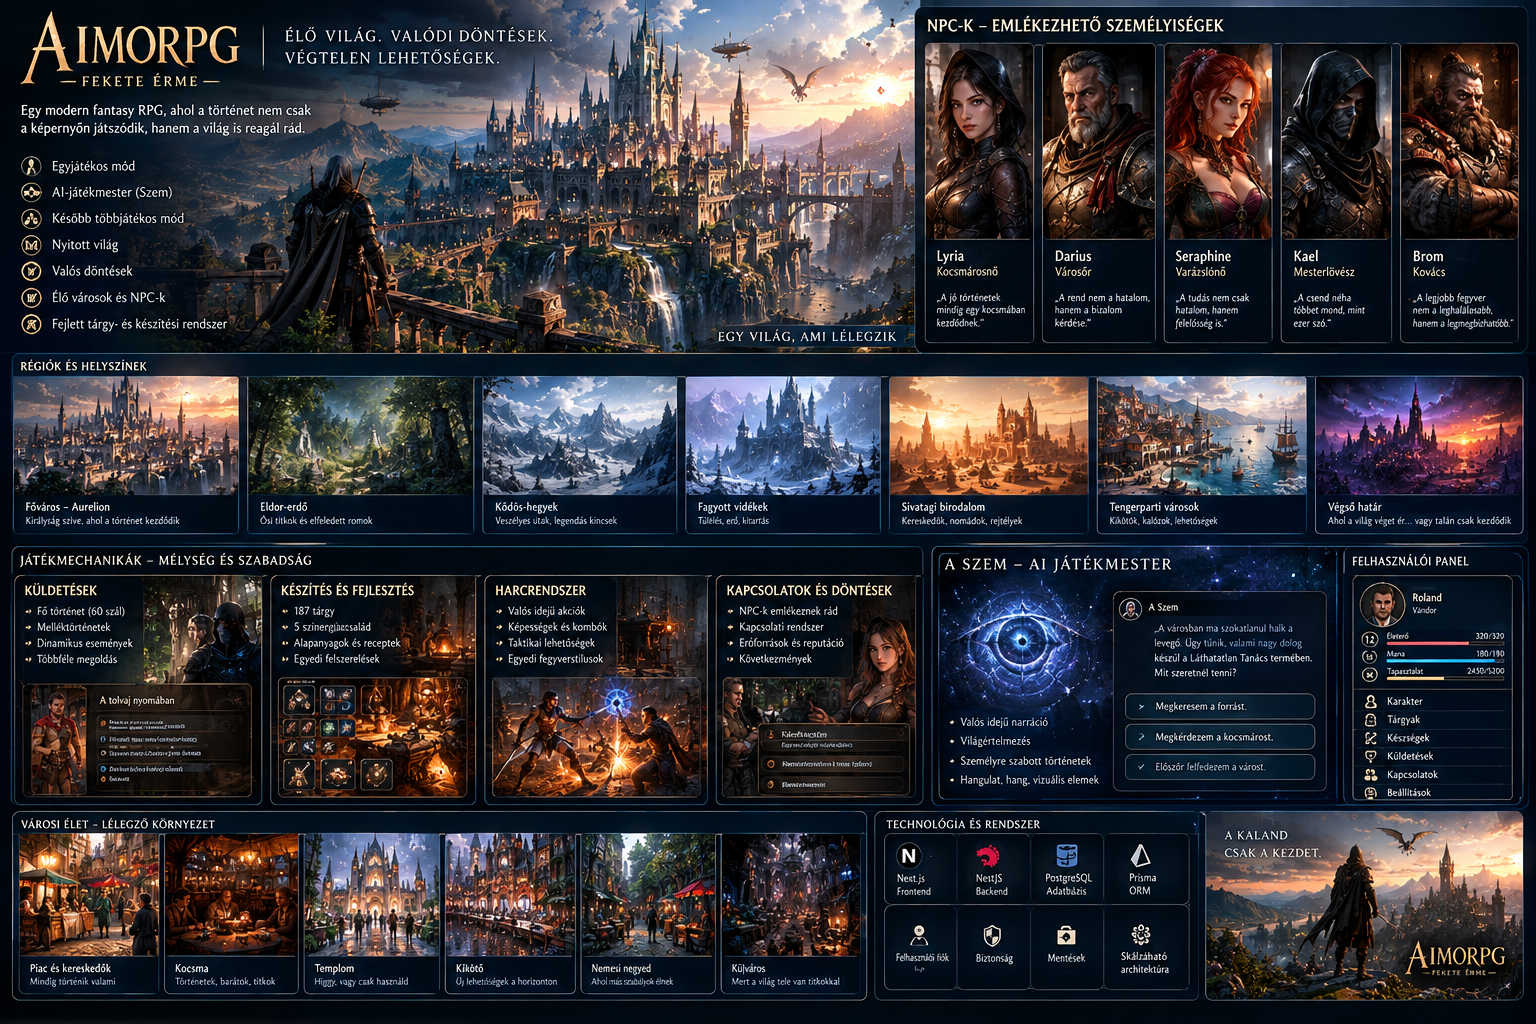 AIMORPG
FEKETE ÉRME
ÉLŐ VILÁG. VALÓDI DÖNTÉSEK.
VÉGTELEN LEHETŐSÉGEK.
Egy modern fantasy RPG, ahol a történet nem csak
a képernyőn játszódik, hanem a világ is reagál rád.
Egyjátékos mód
AI-játékmester (Szem)
Később többjátékos mód
Nyitott világ
Valós döntések
Élő városok és NPC-k
Fejlett tárgy- és készítési rendszer
EGY VILÁG, AMI LÉLEGZIK
NPC-K – EMLÉKEZHETŐ SZEMÉLYISÉGEK
Lyria
Kocsmárosnő
„A jó történetek
mindig egy kocsmában
kezdődnek.”
Darius
Városőr
„A rend nem a hatalom,
hanem a bizalom
kérdése.”
Seraphine
Varázslónő
„A tudás nem csak
hatalom, hanem
felelősség is.”
Kael
Mesterlövész
„A csend néha
többet mond, mint
ezer szó.”
Brom
Kovács
„A legjobb fegyver
nem a leghalálosabb,
hanem a legmegbízhatóbb.”
RÉGIÓK ÉS HELYSZÍNEK
Főváros – Aurelion
Királyság szíve, ahol a történet kezdődik
Eldor-erdő
Ősi titkok és elfeledett romok
Ködös-hegyek
Veszélyes utak, legendás kincsek
Fagyott vidékek
Túlélés, erő, kitartás
Sivatagi birodalom
Kereskedők, nomádok, rejtélyek
Tengerparti városok
Kikötők, kalózok, lehetőségek
Végső határ
Ahol a világ véget ér... vagy talán csak kezdődik
JÁTÉKMECHANIKÁK – MÉLYSÉG ÉS SZABADSÁG
KÜLDETÉSEK
Fő történet (60 szál)
Melléktörténetek
Dinamikus események
Többféle megoldás
A tolvaj nyomában
KÉSZÍTÉS ÉS FEJLESZTÉS
187 tárgy
5 színergiacsalád
Alapanyagok és receptek
Egyedi felszerelések
HARCRENDSZER
Valós idejű akciók
Képességek és kombók
Taktikai lehetőségek
Egyedi fegyverstílusok
KAPCSOLATOK ÉS DÖNTÉSEK
NPC-k emlékeznek rád
Kapcsolati rendszer
Erőforrások és reputáció
Következmények
A SZEM – AI JÁTÉKMESTER
Valós idejű narráció
Világértelmezés
Személyre szabott történetek
Hangulat, hang, vizuális elemek
A Szem
„A városban ma szokatlanul halk a
levegő. Úgy tűnik, valami nagy dolog
készül a Láthatatlan Tanács termében.
Mit szeretnél tenni?
Megkeresem a forrást.
Megkérdezem a kocsmárost.
Először felfedezem a várost.
FELHASZNÁLÓI PANEL
Roland
Vándor
12
Életerő 320/320
Mana 180/190
Tapasztalat
Karakter
Tárgyak
Készségek
Küldetések
Kapcsolatok
Beállítások
VÁROSI ÉLET – LÉLEGZŐ KÖRNYEZET
Piac és kereskedők
Mindig történik valami
Kocsma
Történetek, barátok, titkok
Templom
Higgy, vagy csak használd
Kikötő
Új lehetőségek a horizonton
Nemesi negyed
Ahol más szabályok élnek
Külváros
Mert a világ tele van titkokkal
TECHNOLÓGIA ÉS RENDSZER
N
Next.js
Frontend
NestJS
Backend
PostgreSQL
Adatbázis
Prisma
ORM
Felhasználói fiók
Biztonság
Mentések
Skálázható
architektúra
A KALAND
CSAK A KEZDET.
AIMORPG
FEKETE ÉRME